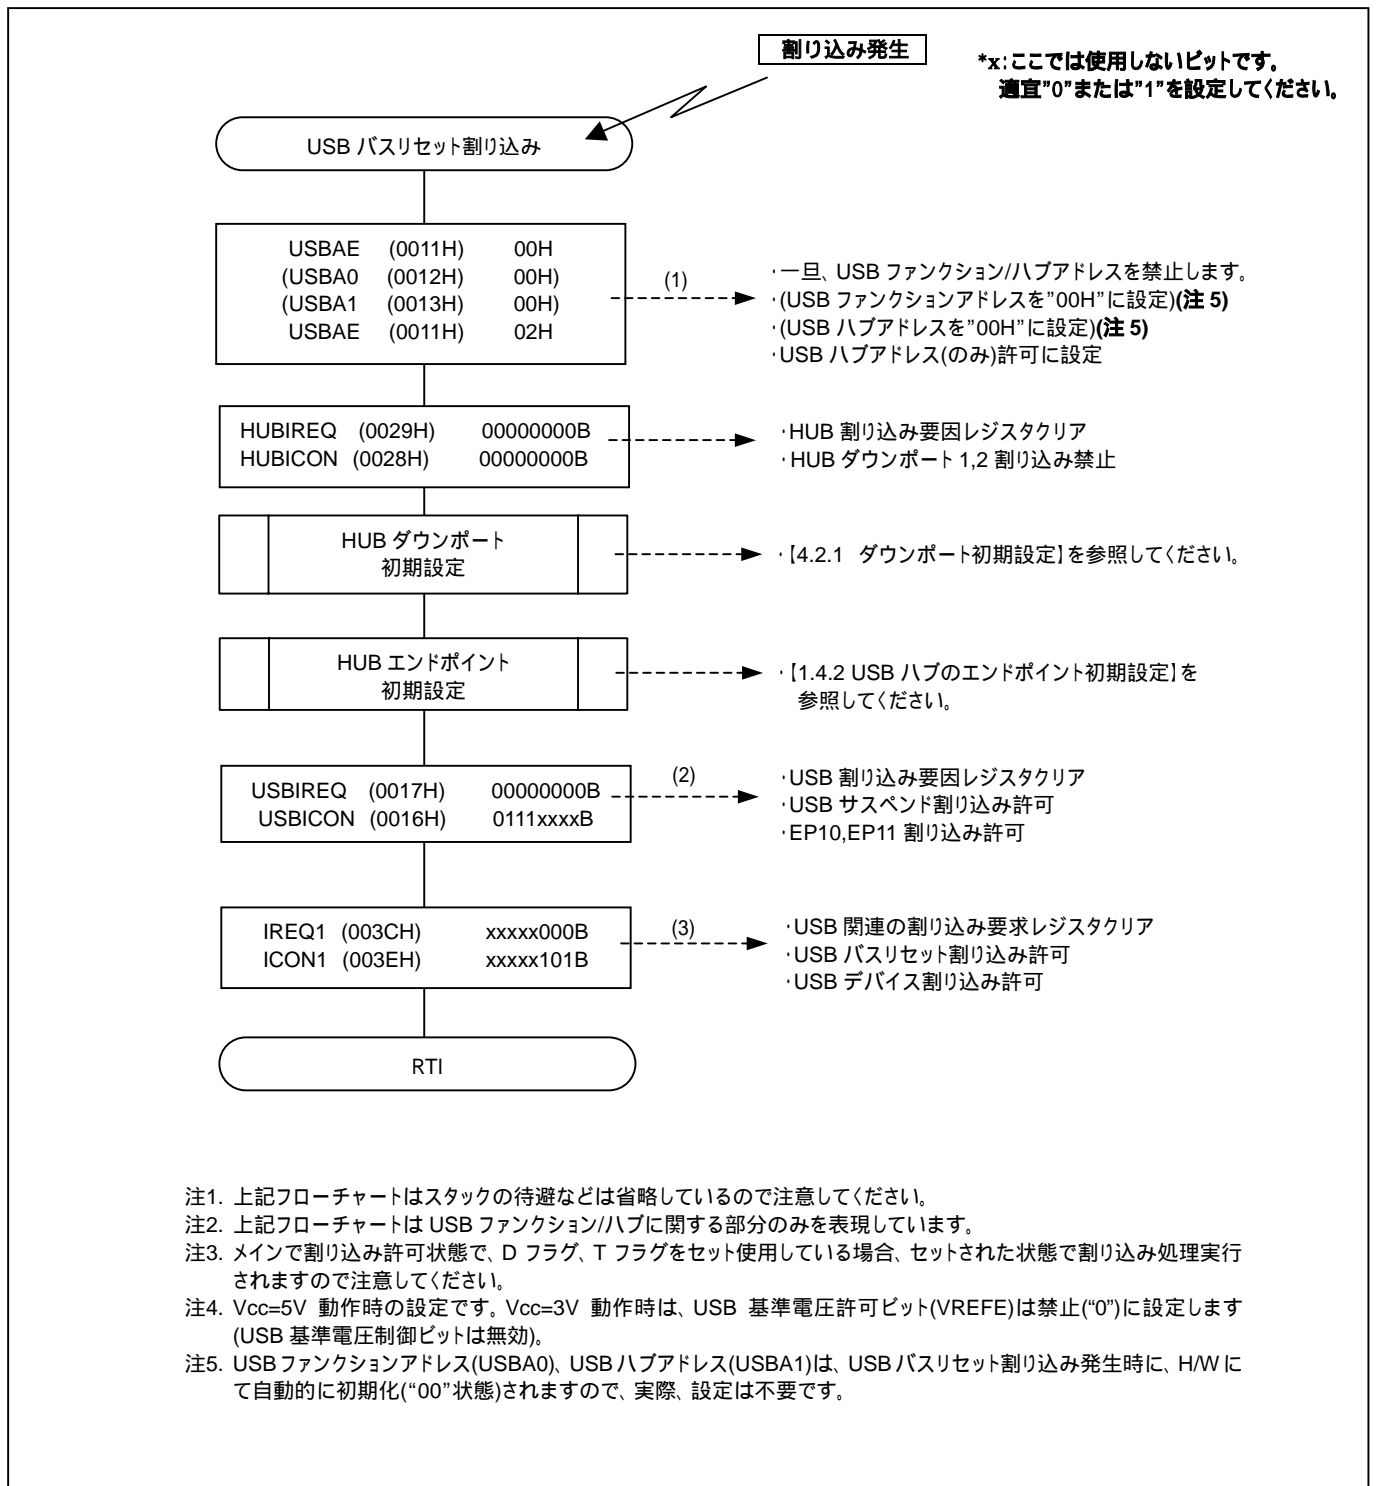 割り込み発生
*x:ここでは使用しないビットです。
適宜”0”または”1”を設定してください。
USB バスリセット割り込み
USBAE (0011H) 00H
(USBA0 (0012H) 00H)
(USBA1 (0013H) 00H)
USBAE (0011H) 02H
(1)
・一旦、USB ファンクション/ハブアドレスを禁止します。
・(USB ファンクションアドレスを”00H”に設定)(注 5)
・(USB ハブアドレスを”00H”に設定)(注 5)
・USB ハブアドレス(のみ)許可に設定
HUBIREQ (0029H) 00000000B
HUBICON (0028H) 00000000B
・HUB 割り込み要因レジスタクリア
・HUB ダウンポート 1,2 割り込み禁止
HUB ダウンポート
初期設定
・【4.2.1 ダウンポート初期設定】を参照してください。
HUB エンドポイント
初期設定
・【1.4.2 USB ハブのエンドポイント初期設定】を
参照してください。
USBIREQ (0017H) 00000000B
USBICON (0016H) 0111xxxxB
(2)
・USB 割り込み要因レジスタクリア
・USB サスペンド割り込み許可
・EP10,EP11 割り込み許可
IREQ1 (003CH) xxxxx000B
ICON1 (003EH) xxxxx101B
(3)
・USB 関連の割り込み要求レジスタクリア
・USB バスリセット割り込み許可
・USB デバイス割り込み許可
RTI
注1. 上記フローチャートはスタックの待避などは省略しているので注意してください。
注2. 上記フローチャートは USB ファンクション/ハブに関する部分のみを表現しています。
注3. メインで割り込み許可状態で、D フラグ、T フラグをセット使用している場合、セットされた状態で割り込み処理実行
されますので注意してください。
注4. Vcc=5V 動作時の設定です。Vcc=3V 動作時は、USB 基準電圧許可ビット(VREFE)は禁止(“0”)に設定します
(USB 基準電圧制御ビットは無効)。
注5. USB ファンクションアドレス(USBA0)、USB ハブアドレス(USBA1)は、USB バスリセット割り込み発生時に、H/W に
て自動的に初期化(“00”状態)されますので、実際、設定は不要です。